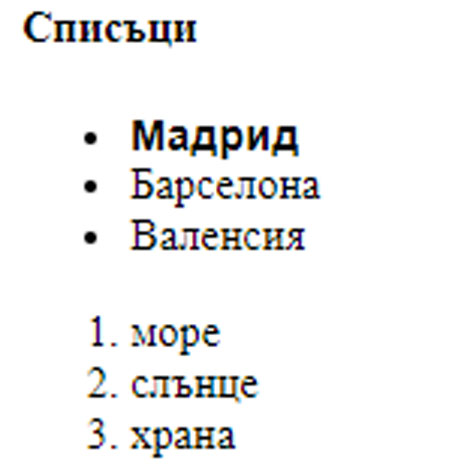 Списъци
• Мадрид
• Барселона
• Валенсия
1. море
2. слънце
3. храна